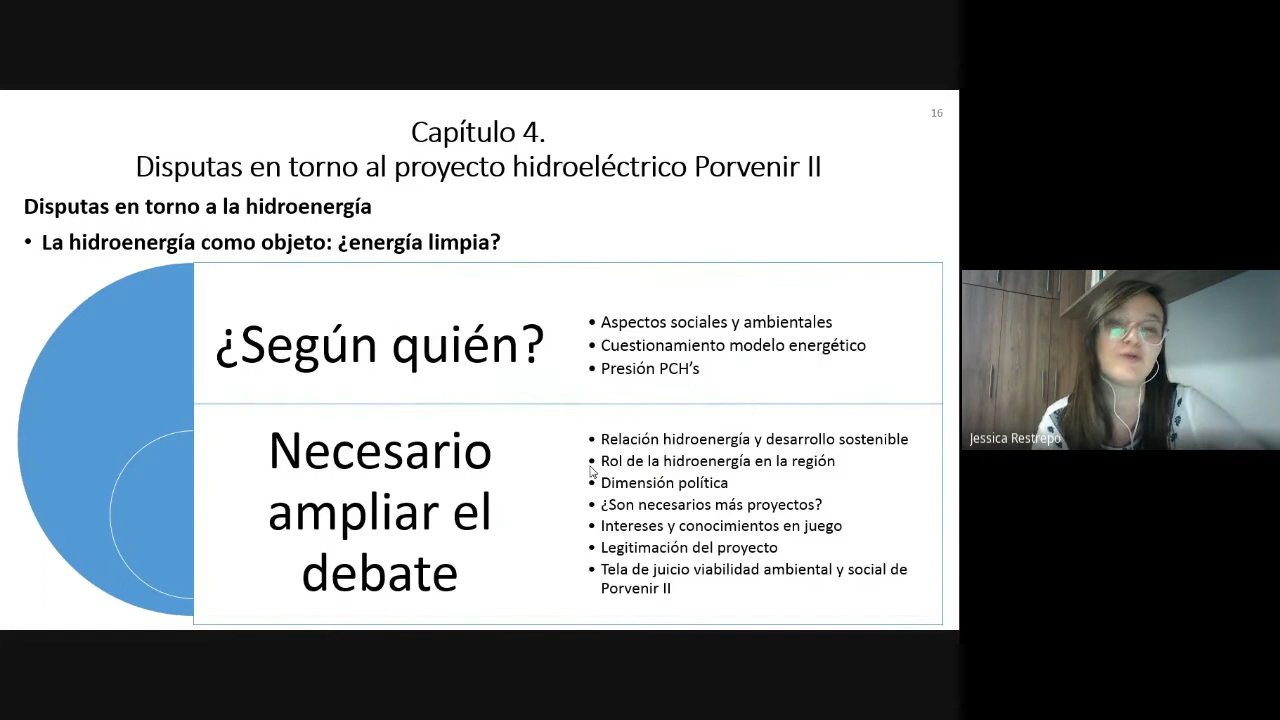 16
Capítulo 4.
Disputas en torno al proyecto hidroeléctrico Porvenir II
Disputas en torno a la hidroenergía
• La hidroenergía como objeto: ¿energía limpia?
¿Según quién?
• Aspectos sociales y ambientales
• Cuestionamiento modelo energético
• Presión PCH's
Necesario
ampliar el
debate
• Relación hidroenergía y desarrollo sostenible
• Rol de la hidroenergía en la región
• Dimensión política
• ¿Son necesarios más proyectos?
• Intereses y conocimientos en juego
• Legitimación del proyecto
• Tela de juicio viabilidad ambiental y social de
Porvenir II
Jessica Restrepo